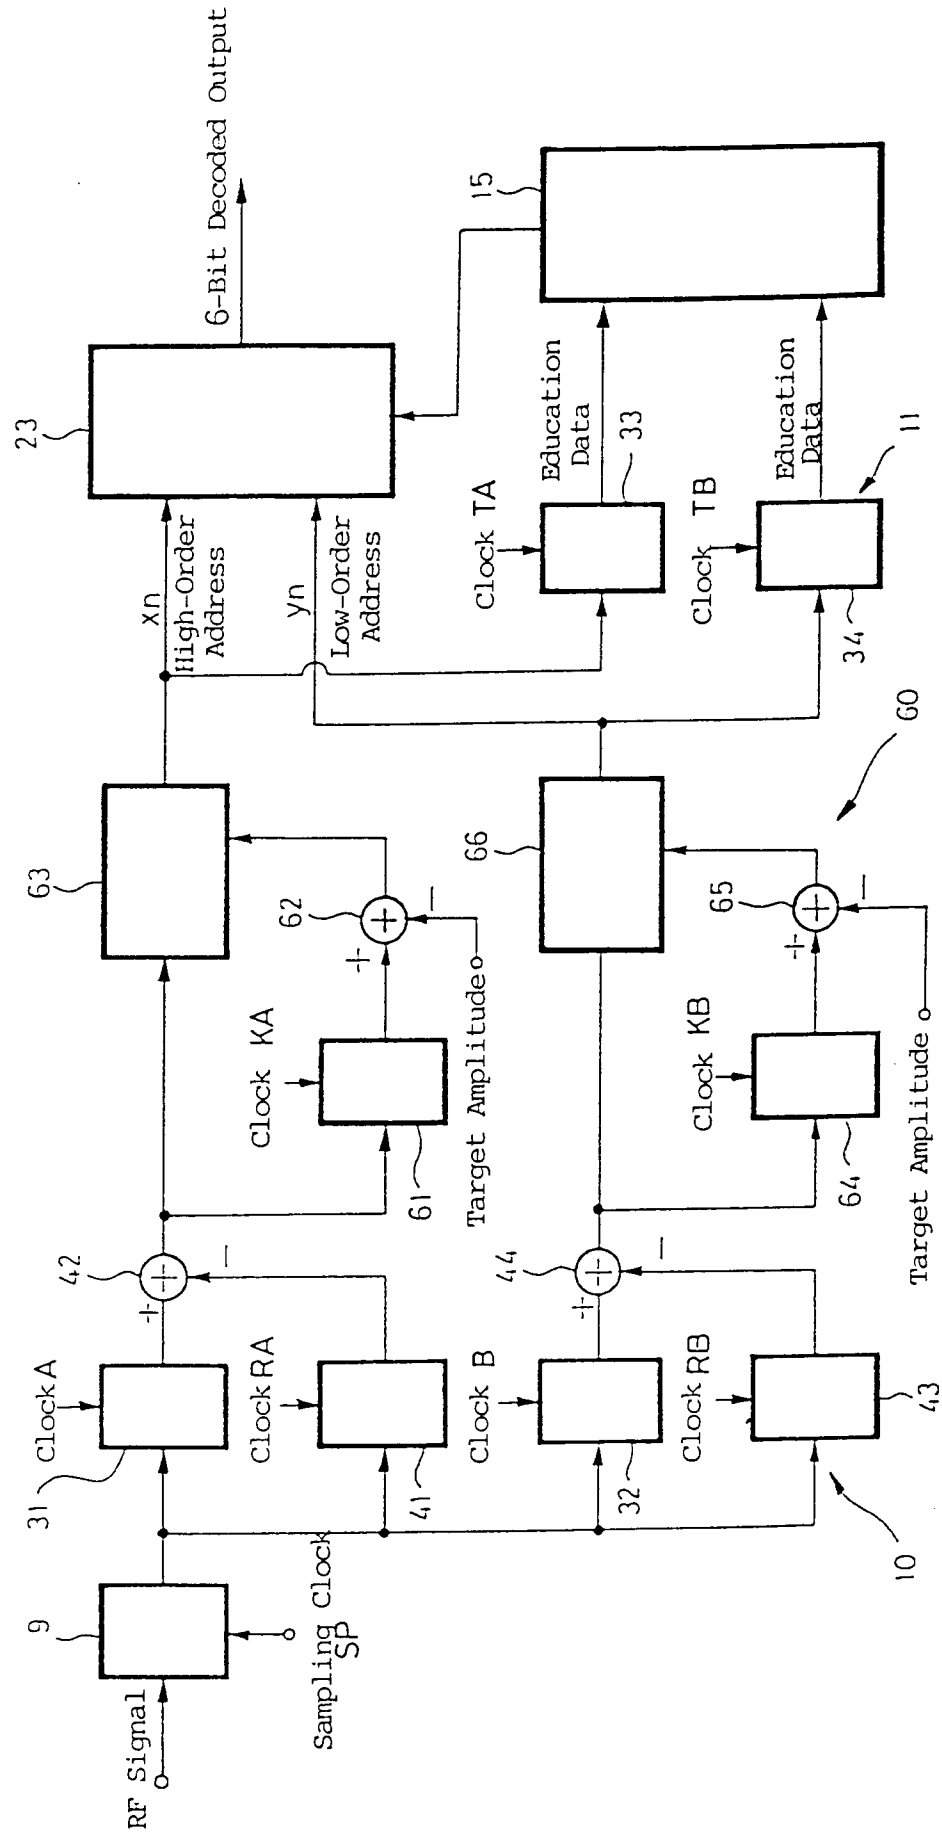 RF Signal
9
Sampling Clock
SP
31
Clock A
Clock RA
41
Clock B
32
Clock RB
43
10
42
+
−
44
+
−
61
Clock KA
+
−
62
Target Amplitude
63
64
Clock KB
+
−
65
Target Amplitude
66
60
xn
High-Order
Address
yn
Low-Order
Address
23
6-Bit Decoded Output
Clock TA
33
Education
Data
Clock TB
34
11
Education
Data
15